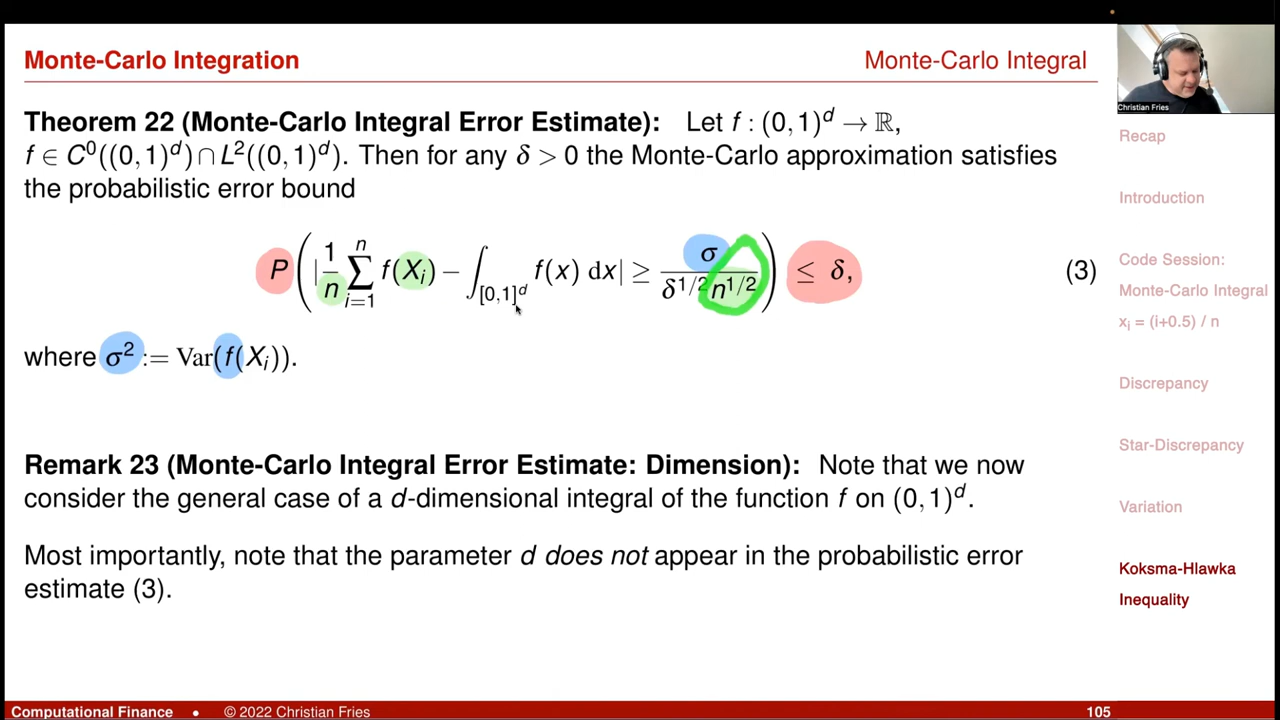 Monte-Carlo Integration
Monte-Carlo Integral
Christian Fries
Theorem 22 (Monte-Carlo Integral Error Estimate): Let f : (0,1)^d → ℝ,
f ∈ C^0((0,1)^d) ∩ L^2((0,1)^d). Then for any δ > 0 the Monte-Carlo approximation satisfies
the probabilistic error bound
P(|1/n ∑_{i=1}^n f(X_i) − ∫_{[0,1]^d} f(x) dx| ≥ σ/(δ^{1/2} n^{1/2})) ≤ δ, (3)
where σ^2 := Var(f(X_i)).
Remark 23 (Monte-Carlo Integral Error Estimate: Dimension): Note that we now
consider the general case of a d-dimensional integral of the function f on (0,1)^d.
Most importantly, note that the parameter d does not appear in the probabilistic error
estimate (3).
Recap
Introduction
Code Session:
Monte-Carlo Integral
x_i = (i+0.5) / n
Discrepancy
Star-Discrepancy
Variation
Koksma-Hlawka
Inequality
Computational Finance • © 2022 Christian Fries
105